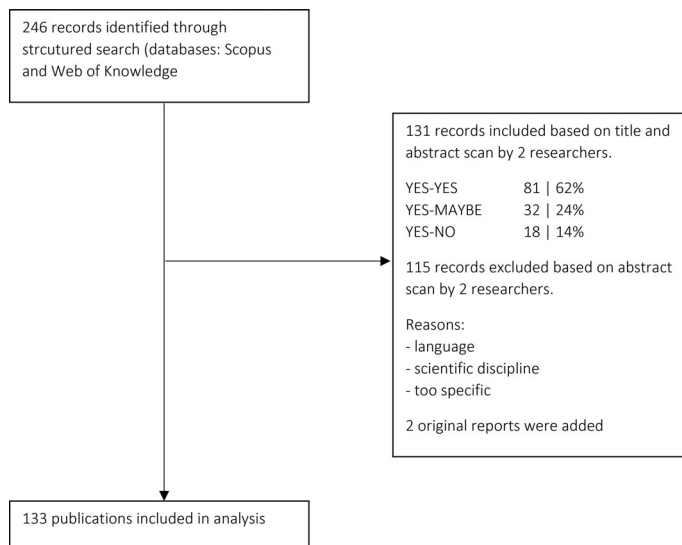 246 records identified through
strcutured search (databases: Scopus
and Web of Knowledge
131 records included based on title and
abstract scan by 2 researchers.
YES-YES 81 | 62%
YES-MAYBE 32 | 24%
YES-NO 18 | 14%
115 records excluded based on abstract
scan by 2 researchers.
Reasons:
- language
- scientific discipline
- too specific
2 original reports were added
133 publications included in analysis